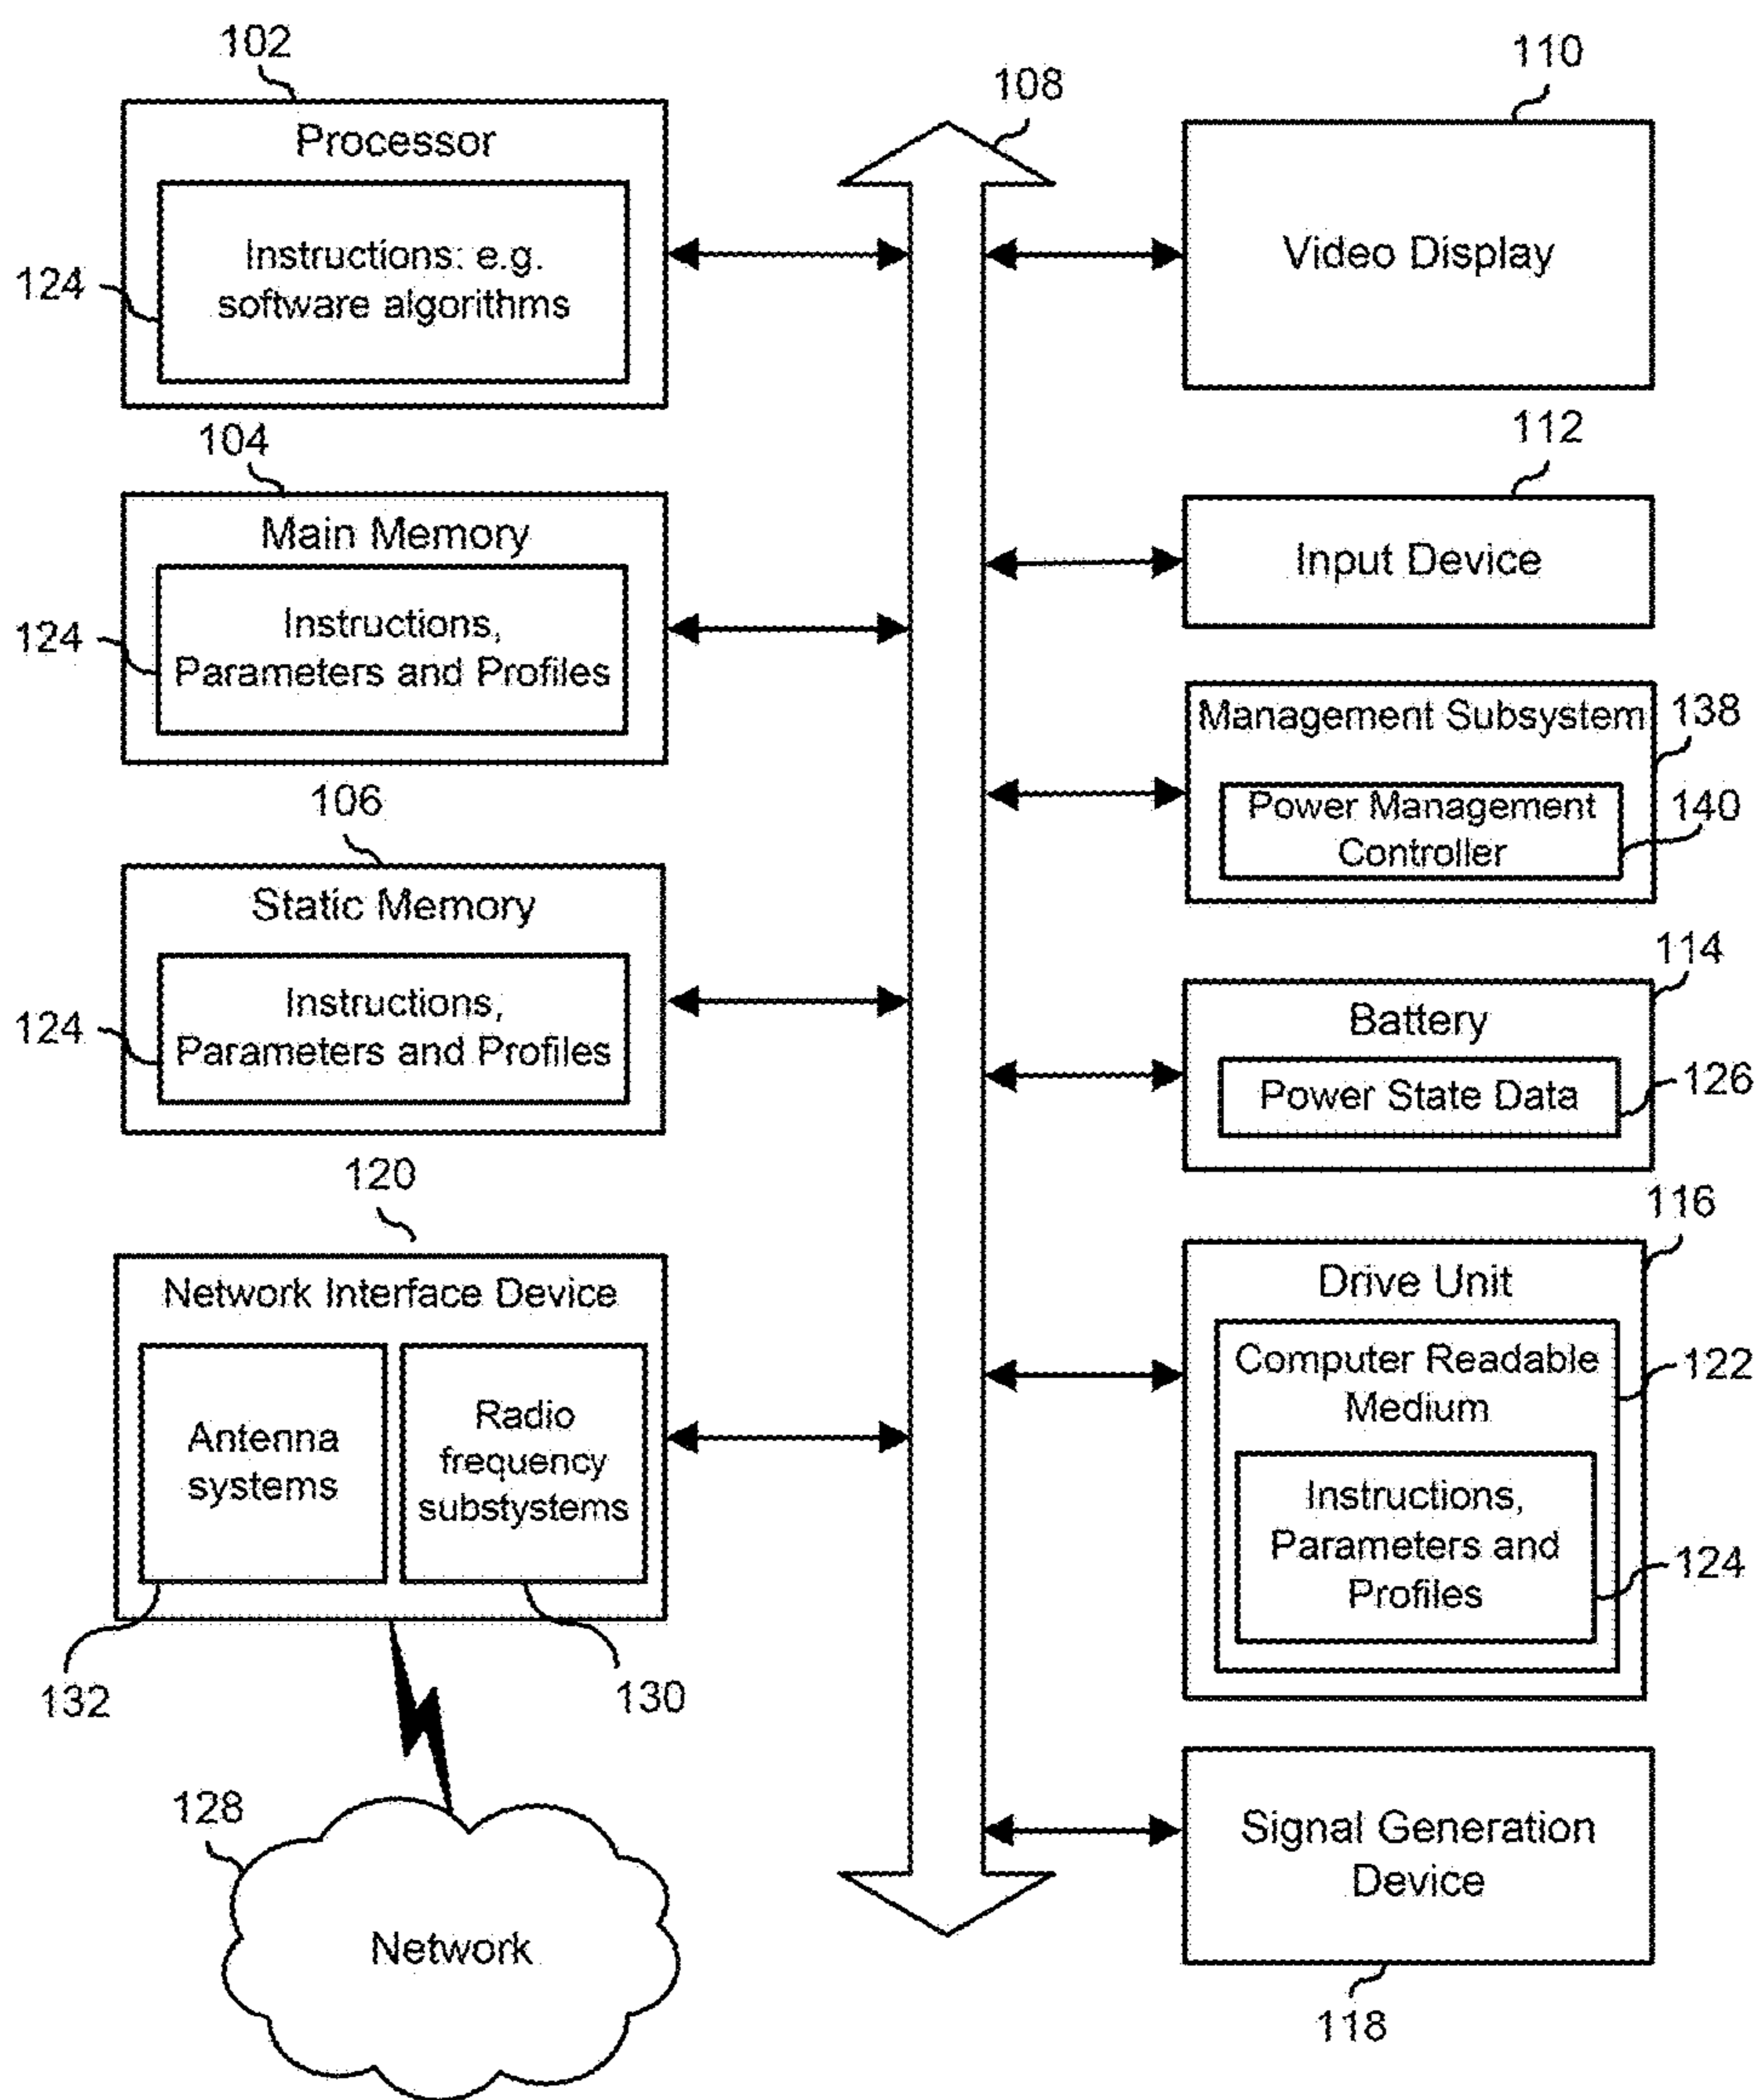 102
Processor
Instructions: e.g.
software algorithms
124
104
Main Memory
Instructions,
Parameters and Profiles
124
106
Static Memory
Instructions,
Parameters and Profiles
124
120
Network Interface Device
Antenna
systems
Radio
frequency
substystems
132
130
128
Network
108
110
Video Display
112
Input Device
Management Subsystem
138
Power Management
Controller
140
114
Battery
Power State Data
126
116
Drive Unit
Computer Readable
Medium
122
Instructions,
Parameters and
Profiles
124
Signal Generation
Device
118